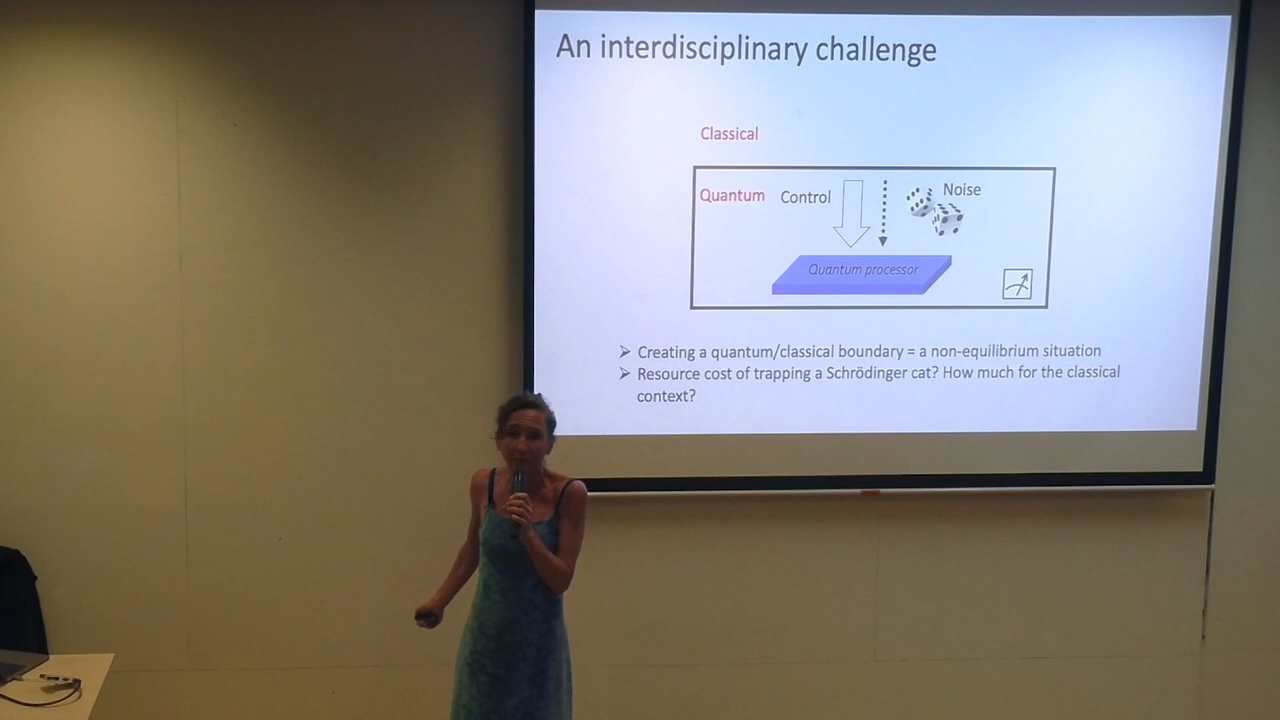 An interdisciplinary challenge
Classical
Quantum Control Noise
Quantum processor
➢ Creating a quantum/classical boundary = a non-equilibrium situation
➢ Resource cost of trapping a Schrödinger cat? How much for the classical
context?